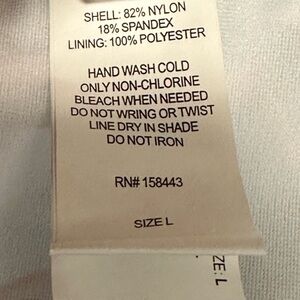 SHELL: 82% NYLON
18% SPANDEX
LINING: 100% POLYESTER
HAND WASH COLD
ONLY NON-CHLORINE
BLEACH WHEN NEEDED
DO NOT WRING OR TWIST
LINE DRY IN SHADE
DO NOT IRON
RN# 158443
SIZE L
ZE: L